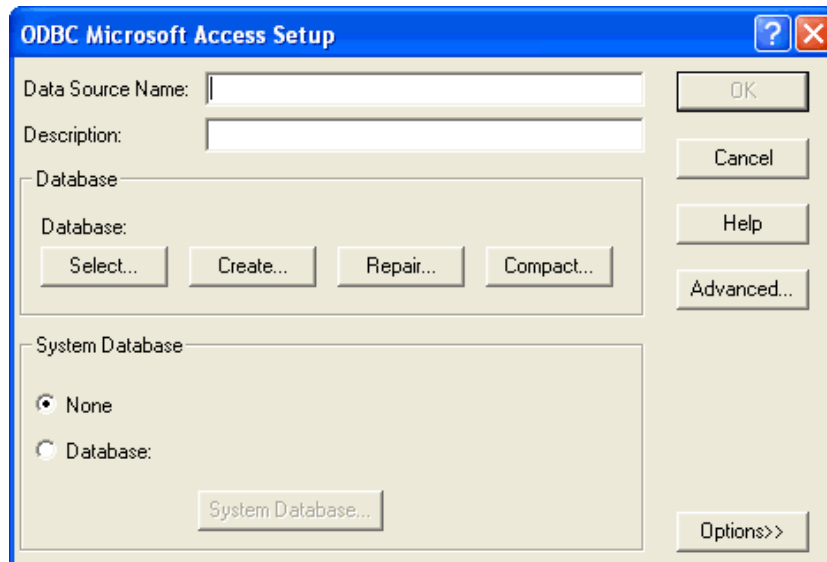 ODBC Microsoft Access Setup
Data Source Name:
OK
Description:
Cancel
Database
Database:
Help
Select...
Create...
Repair...
Compact...
Advanced...
System Database
None
Database:
System Database...
Options>>